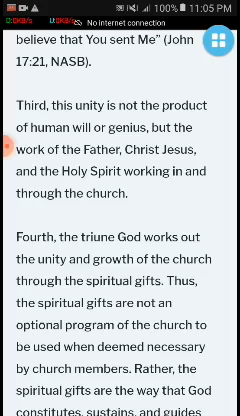 100% 11:05 PM
D:0KB/s U:0KB/s No internet connection
believe that You sent Me” (John
17:21, NASB).
Third, this unity is not the product
of human will or genius, but the
work of the Father, Christ Jesus,
and the Holy Spirit working in and
through the church.
Fourth, the triune God works out
the unity and growth of the church
through the spiritual gifts. Thus,
the spiritual gifts are not an
optional program of the church to
be used when deemed necessary
by church members. Rather, the
spiritual gifts are the way that God
constitutes, sustains, and guides